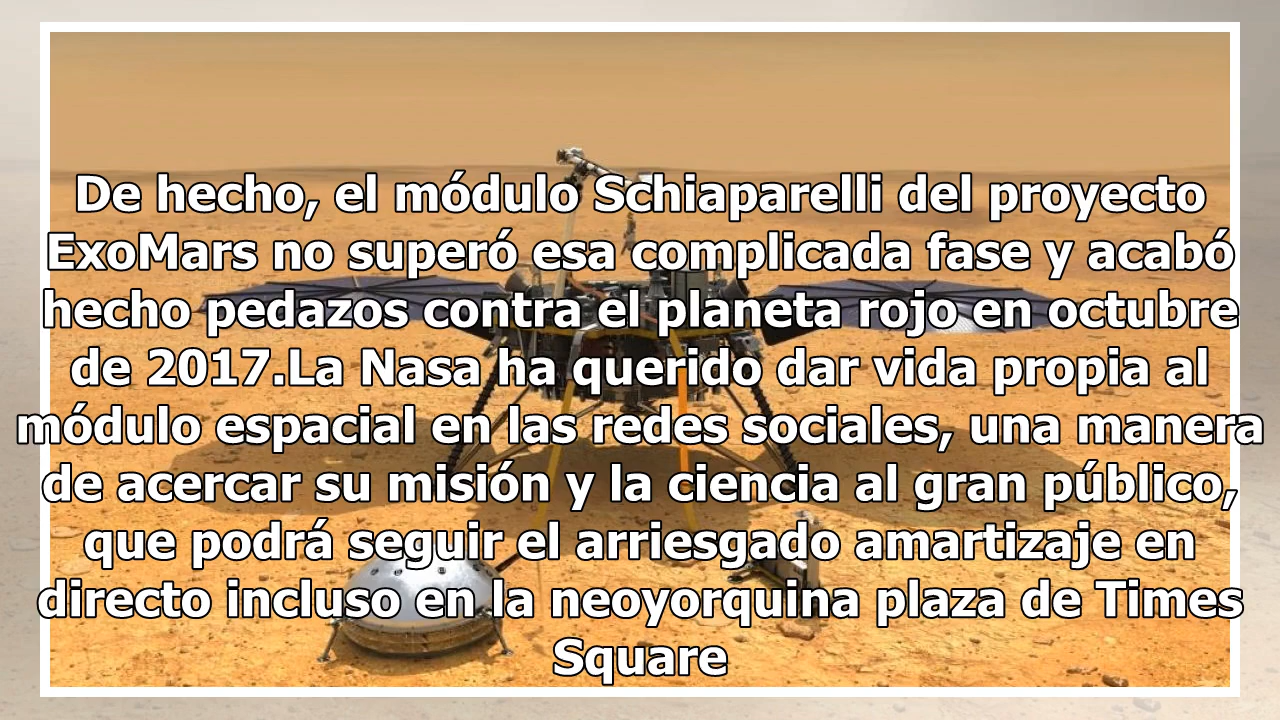 De hecho, el módulo Schiaparelli del proyecto
ExoMars no superó esa complicada fase y acabó
hecho pedazos contra el planeta rojo en octubre
de 2017.La Nasa ha querido dar vida propia al
módulo espacial en las redes sociales, una manera
de acercar su misión y la ciencia al gran público,
que podrá seguir el arriesgado amartizaje en
directo incluso en la neoyorquina plaza de Times
Square